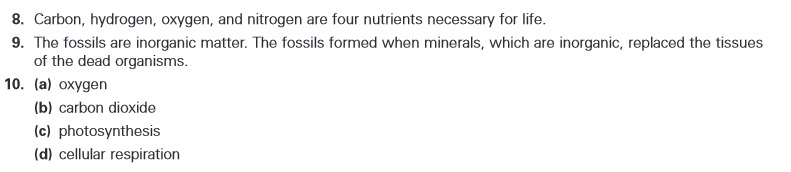 8. Carbon, hydrogen, oxygen, and nitrogen are four nutrients necessary for life.
9. The fossils are inorganic matter. The fossils formed when minerals, which are inorganic, replaced the tissues
of the dead organisms.
10. (a) oxygen
(b) carbon dioxide
(c) photosynthesis
(d) cellular respiration